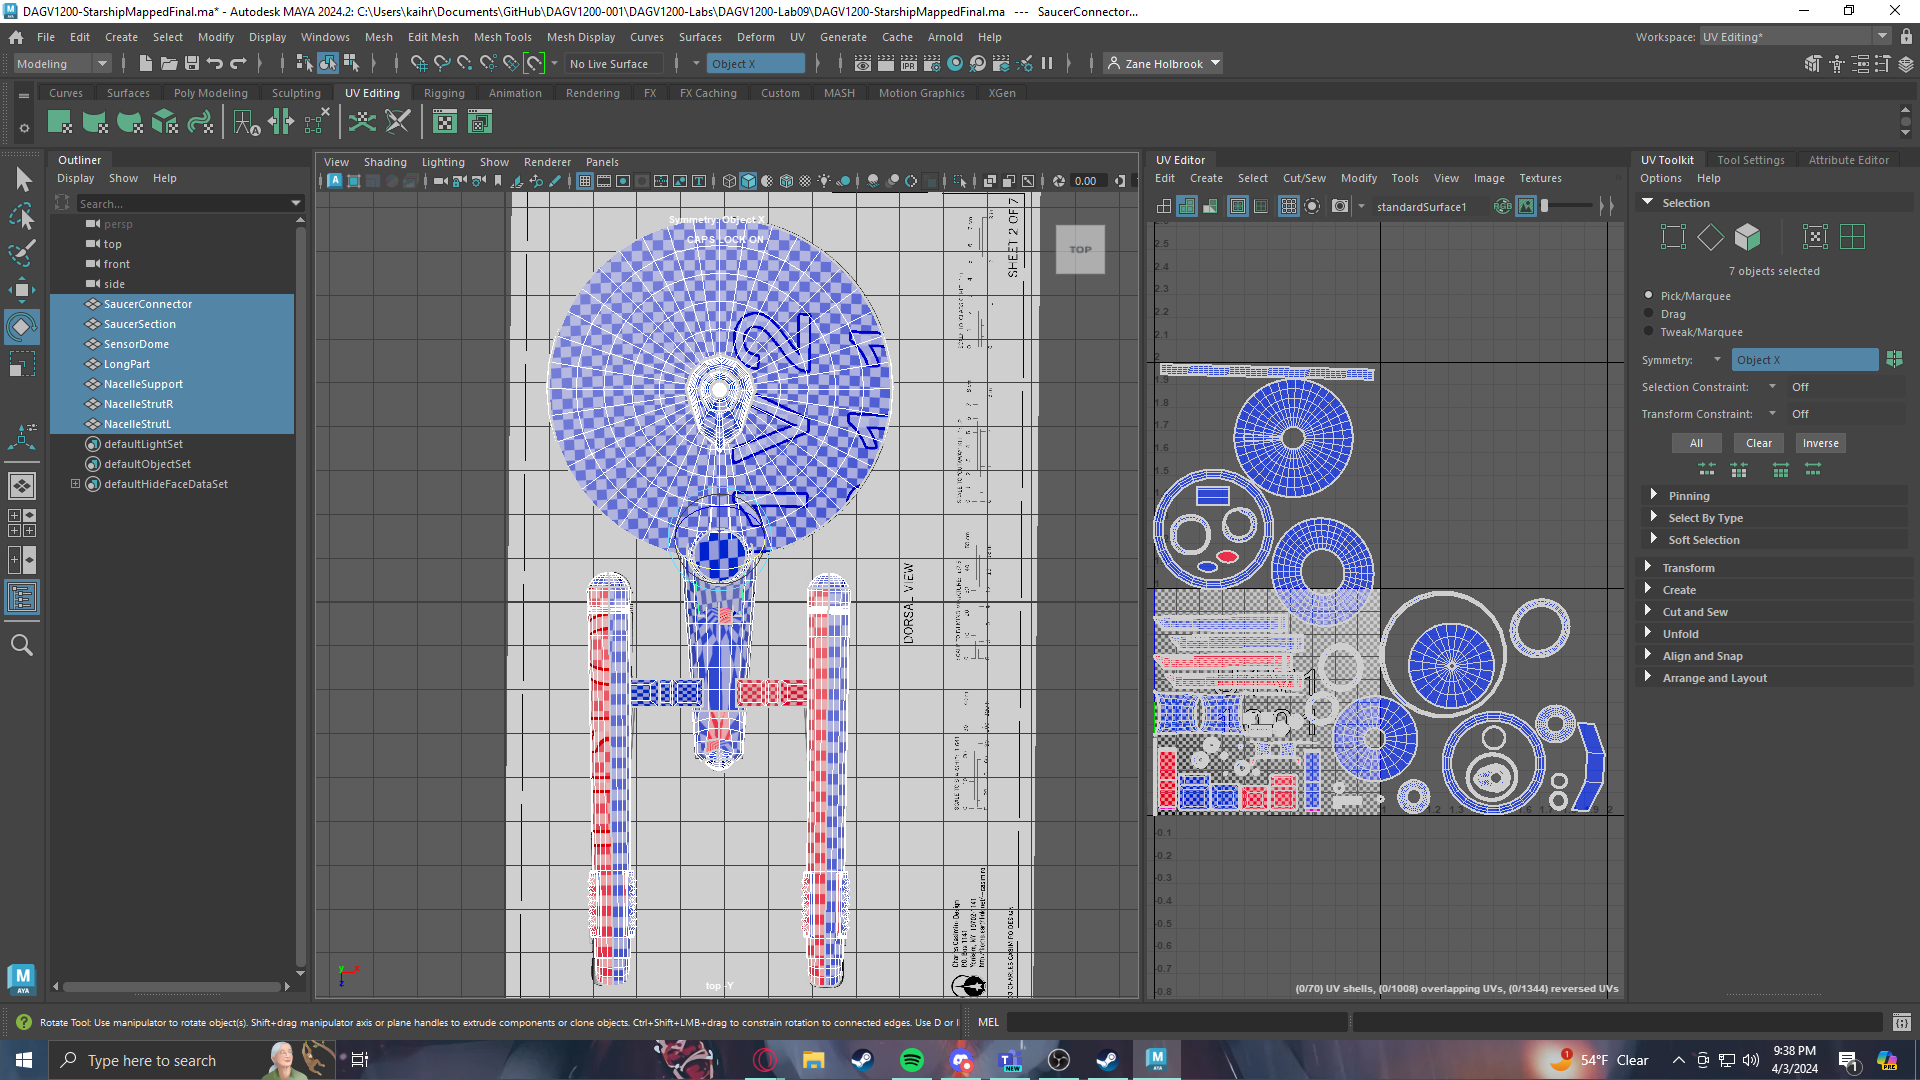 DAGV1200-StarshipMappedFinal.ma* - Autodesk MAYA 2024.2: C:\Users\kaihr\Documents\GitHub\DAGV1200-001\DAGV1200-Labs\DAGV1200-Lab09\DAGV1200-StarshipMappedFinal.ma --- SaucerConnector...
File Edit Create Select Modify Display Windows Mesh Edit Mesh Mesh Tools Mesh Display Curves Surfaces Deform UV Generate Cache Arnold Help
Workspace: UV Editing*
Modeling
No Live Surface
Object X
Zane Holbrook
Curves Surfaces Poly Modeling Sculpting UV Editing Rigging Animation Rendering FX FX Caching Custom MASH Motion Graphics XGen
Outliner
Display Show Help
Search...
persp
top
front
side
SaucerConnector
SaucerSection
SensorDome
LongPart
NacelleSupport
NacelleStrutR
NacelleStrutL
defaultLightSet
defaultObjectSet
defaultHideFaceDataSet
View Shading Lighting Show Renderer Panels
0.00
Symmetry: Object X
CAPS LOCK ON
TOP
SHEET 2 OF 7
DORSAL VIEW
top -Y
UV Editor
Edit Create Select Cut/Sew Modify Tools View Image Textures
standardSurface1
(0/70) UV shells, (0/1008) overlapping UVs, (0/1344) reversed UVs
UV Toolkit Tool Settings Attribute Editor
Options Help
Selection
7 objects selected
Pick/Marquee
Drag
Tweak/Marquee
Symmetry: Object X
Selection Constraint: Off
Transform Constraint: Off
All Clear Inverse
Pinning
Select By Type
Soft Selection
Transform
Create
Cut and Sew
Unfold
Align and Snap
Arrange and Layout
Rotate Tool: Use manipulator to rotate object(s). Shift+drag manipulator axis or plane handles to extrude components or clone objects. Ctrl+Shift+LMB+drag to constrain rotation to connected edges. Use D or I
MEL
Type here to search
54°F Clear
9:38 PM
4/3/2024